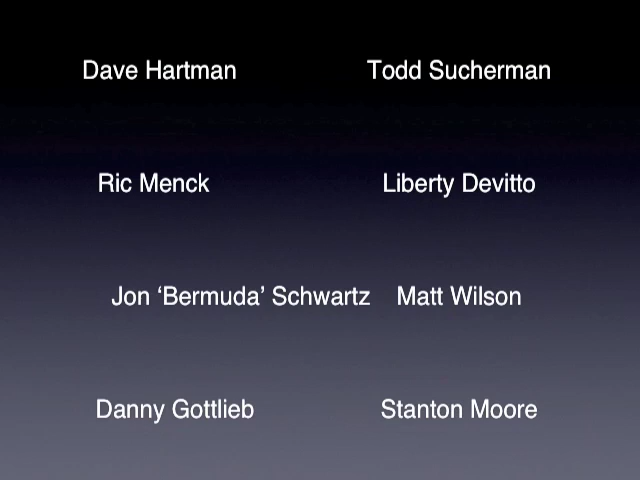 Dave Hartman
Todd Sucherman
Ric Menck
Liberty Devitto
Jon ‘Bermuda’ Schwartz
Matt Wilson
Danny Gottlieb
Stanton Moore